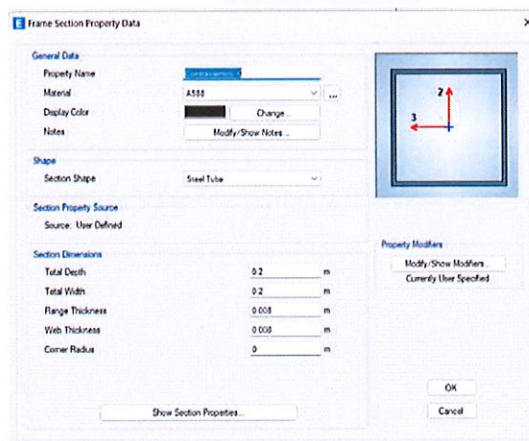 E Frame Section Property Data ×
General Data
Property Name
Material A588 ...
Display Color Change...
Notes Modify/Show Notes...
Shape
Section Shape Steel Tube
Section Property Source
Source: User Defined
Section Dimensions
Total Depth 0.2 m
Total Width 0.2 m
Flange Thickness 0.008 m
Web Thickness 0.008 m
Corner Radius 0 m
Show Section Properties...
2
3
Property Modifiers
Modify/Show Modifiers...
Currently User Specified
OK
Cancel